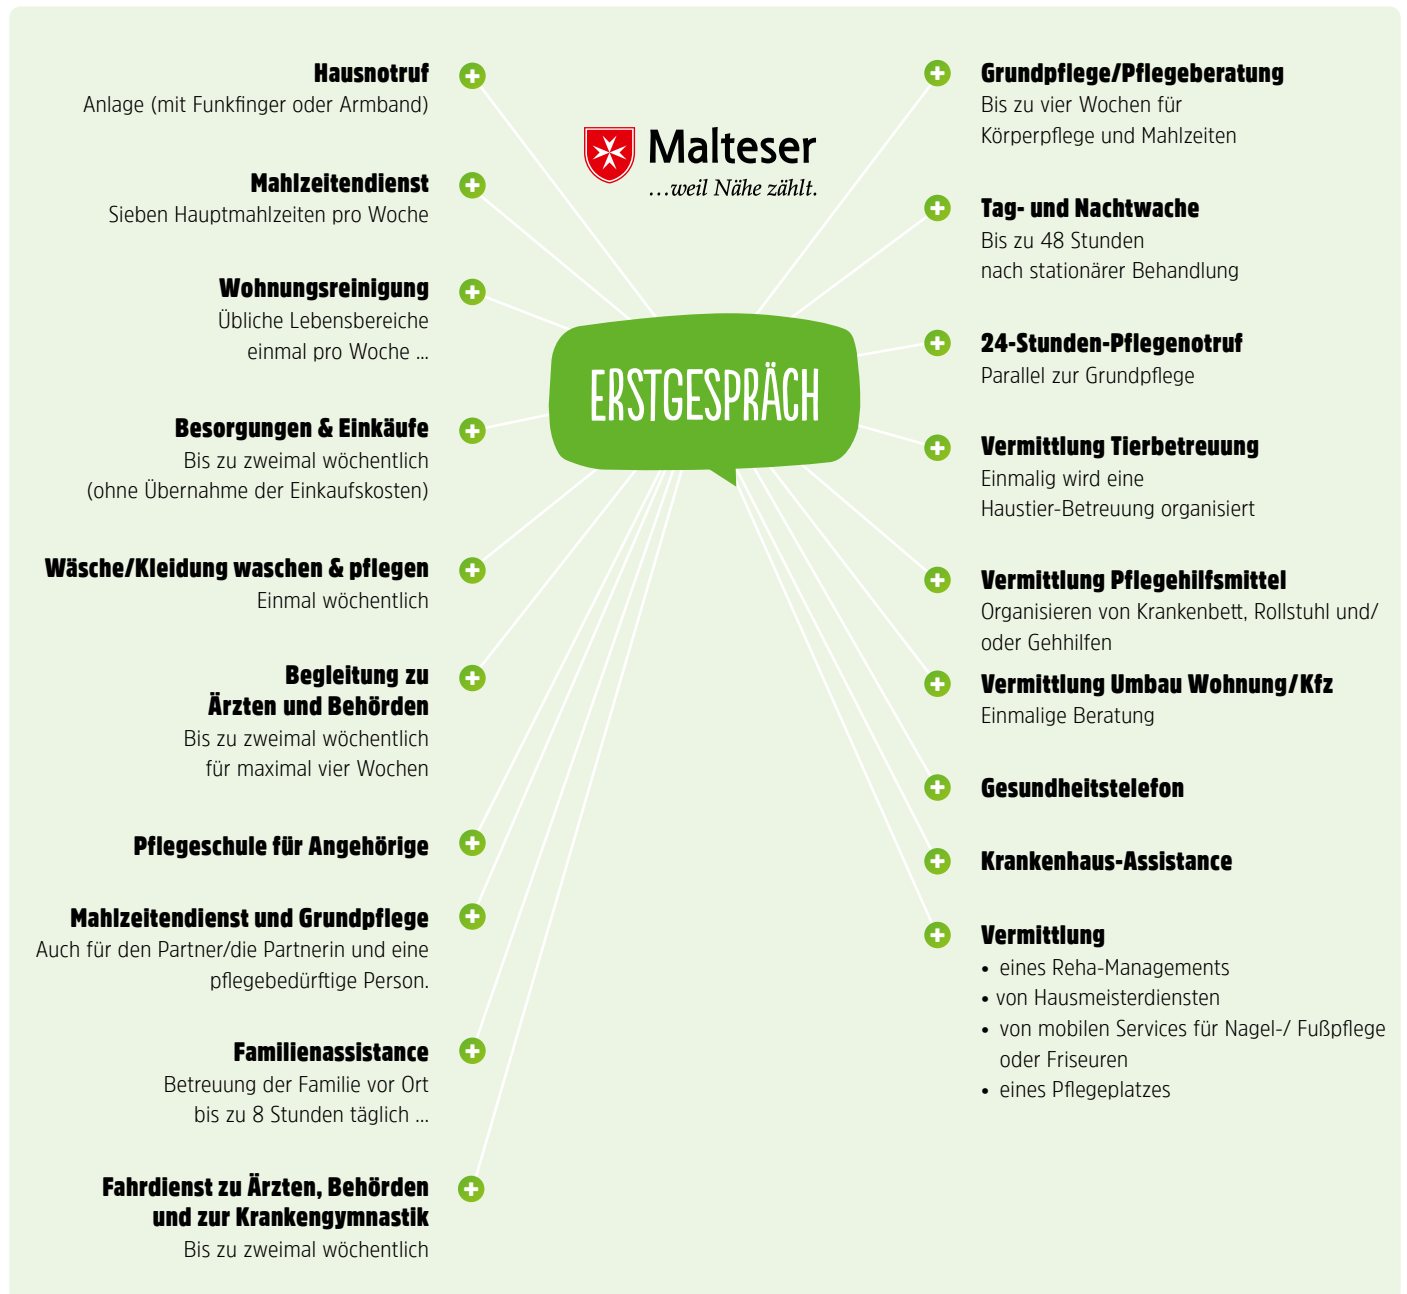 Malteser
...weil Nähe zählt.
ERSTGESPRÄCH
Hausnotruf
Anlage (mit Funkfinger oder Armband)
Mahlzeitendienst
Sieben Hauptmahlzeiten pro Woche
Wohnungsreinigung
Übliche Lebensbereiche
einmal pro Woche ...
Besorgungen & Einkäufe
Bis zu zweimal wöchentlich
(ohne Übernahme der Einkaufskosten)
Wäsche/Kleidung waschen & pflegen
Einmal wöchentlich
Begleitung zu
Ärzten und Behörden
Bis zu zweimal wöchentlich
für maximal vier Wochen
Pflegeschule für Angehörige
Mahlzeitendienst und Grundpflege
Auch für den Partner/die Partnerin und eine
pflegebedürftige Person.
Familienassistance
Betreuung der Familie vor Ort
bis zu 8 Stunden täglich ...
Fahrdienst zu Ärzten, Behörden
und zur Krankengymnastik
Bis zu zweimal wöchentlich
Grundpflege/Pflegeberatung
Bis zu vier Wochen für
Körperpflege und Mahlzeiten
Tag- und Nachtwache
Bis zu 48 Stunden
nach stationärer Behandlung
24-Stunden-Pflegenotruf
Parallel zur Grundpflege
Vermittlung Tierbetreuung
Einmalig wird eine
Haustier-Betreuung organisiert
Vermittlung Pflegehilfsmittel
Organisieren von Krankenbett, Rollstuhl und/
oder Gehhilfen
Vermittlung Umbau Wohnung/Kfz
Einmalige Beratung
Gesundheitstelefon
Krankenhaus-Assistance
Vermittlung
• eines Reha-Managements
• von Hausmeisterdiensten
• von mobilen Services für Nagel-/ Fußpflege
oder Friseuren
• eines Pflegeplatzes